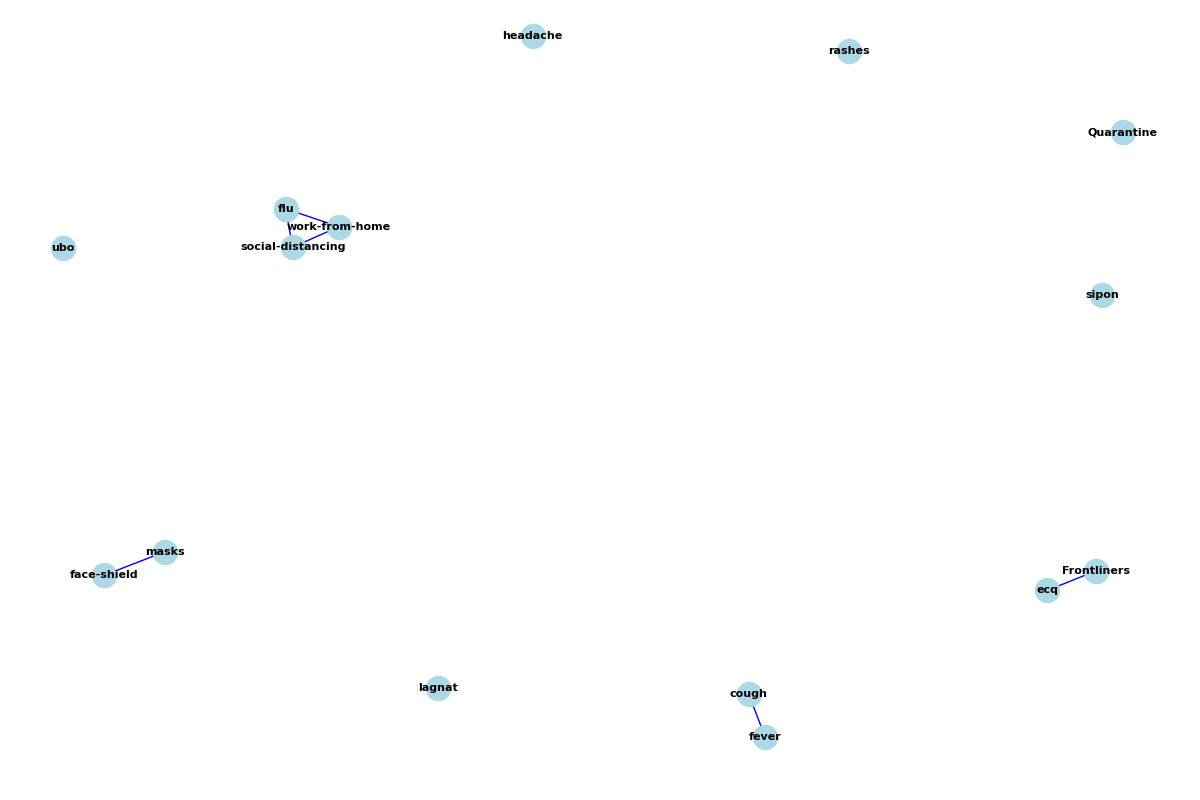 headache
rashes
Quarantine
flu
work-from-home
social-distancing
ubo
sipon
masks
face-shield
Frontliners
ecq
lagnat
cough
fever